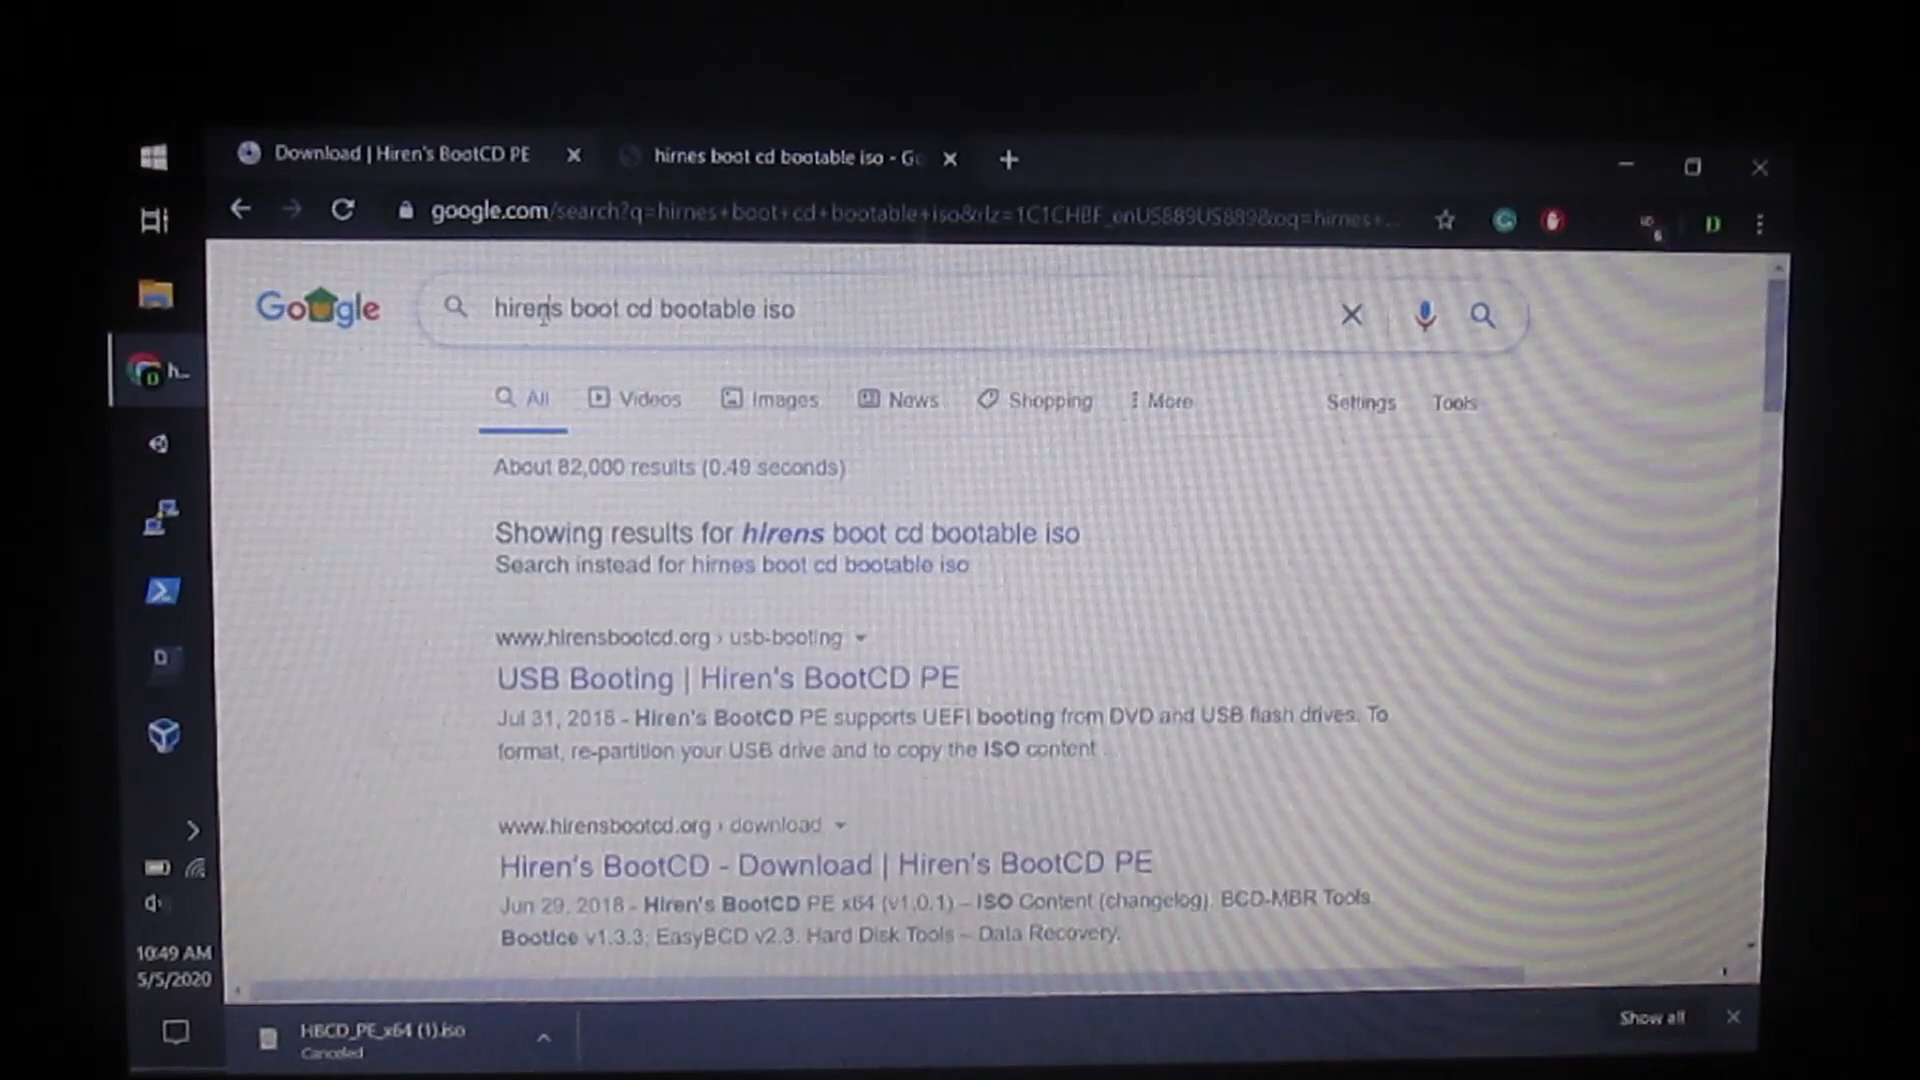 Download | Hiren's BootCD PE
hirnes boot cd bootable iso - G
google.com/search?q=hirnes+boot+cd+bootable+iso&rlz=1C1CHBF_enUS889US889&oq=hirnes+...
D
Google
hirens boot cd bootable iso
h...
All
Videos
Images
News
Shopping
More
Settings
Tools
About 82,000 results (0.49 seconds)
Showing results for hirens boot cd bootable iso
Search instead for hirnes boot cd bootable iso
www.hirensbootcd.org › usb-booting
USB Booting | Hiren's BootCD PE
Jul 31, 2018 - Hiren's BootCD PE supports UEFI booting from DVD and USB flash drives. To
format, re-partition your USB drive and to copy the ISO content ...
www.hirensbootcd.org › download
Hiren's BootCD - Download | Hiren's BootCD PE
Jun 29, 2018 - Hiren's BootCD PE x64 (v1.0.1) – ISO Content (changelog). BCD-MBR Tools.
BootIce v1.3.3; EasyBCD v2.3. Hard Disk Tools – Data Recovery.
10:49 AM
5/5/2020
HBCD_PE_x64 (1).iso
Canceled
Show all